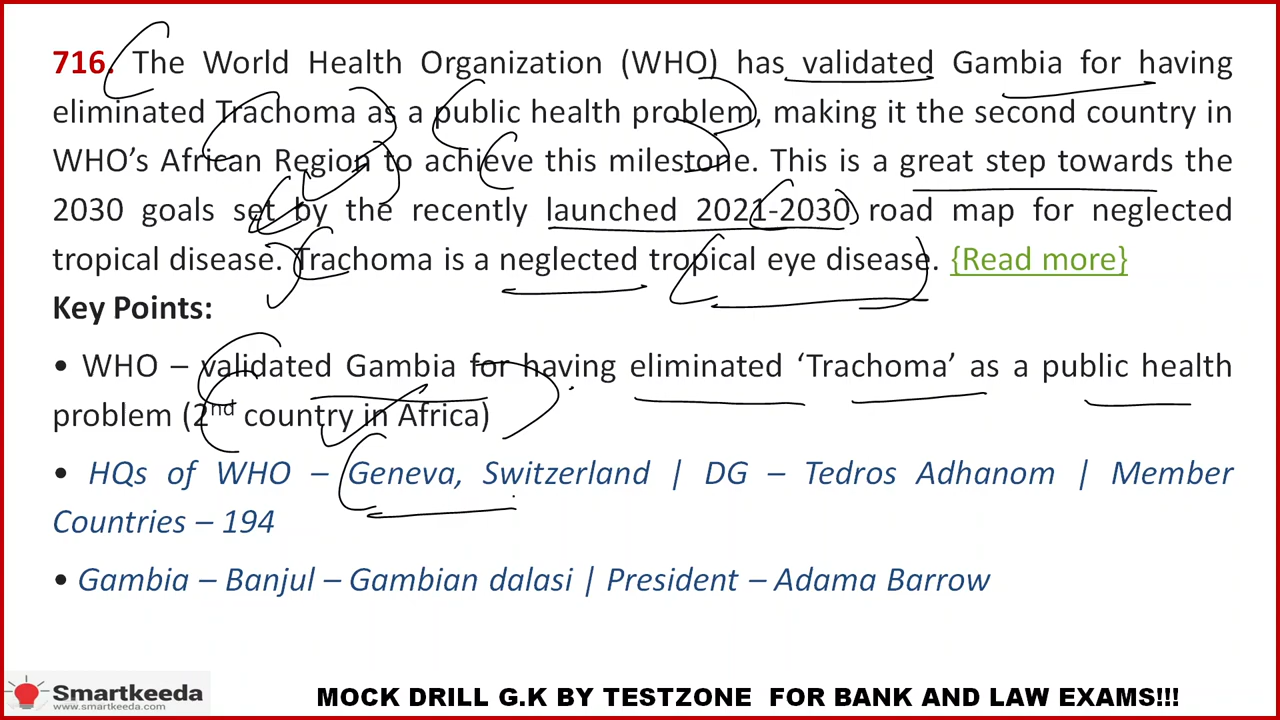 716. The World Health Organization (WHO) has validated Gambia for having
eliminated Trachoma as a public health problem, making it the second country in
WHO's African Region to achieve this milestone. This is a great step towards the
2030 goals set by the recently launched 2021-2030 road map for neglected
tropical disease. Trachoma is a neglected tropical eye disease. {Read more}
Key Points:
• WHO – validated Gambia for having eliminated 'Trachoma' as a public health
problem (2nd country in Africa)
• HQs of WHO – Geneva, Switzerland | DG – Tedros Adhanom | Member
Countries – 194
• Gambia – Banjul – Gambian dalasi | President – Adama Barrow
Smartkeeda
www.smartkeeda.com
MOCK DRILL G.K BY TESTZONE FOR BANK AND LAW EXAMS!!!